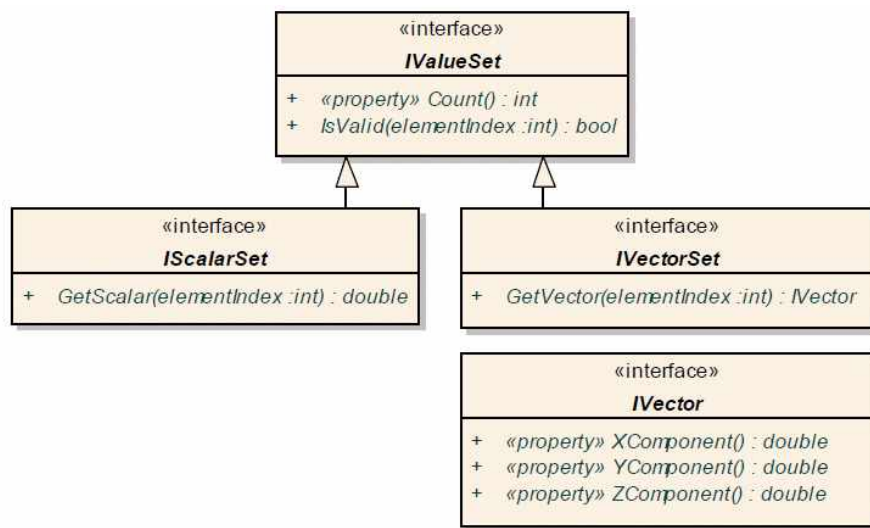 «interface»
IValueSet
+ «property» Count() : int
+ IsValid(elementIndex :int) : bool
«interface»
IScalarSet
+ GetScalar(elementIndex :int) : double
«interface»
IVectorSet
+ GetVector(elementIndex :int) : IVector
«interface»
IVector
+ «property» XComponent() : double
+ «property» YComponent() : double
+ «property» ZComponent() : double